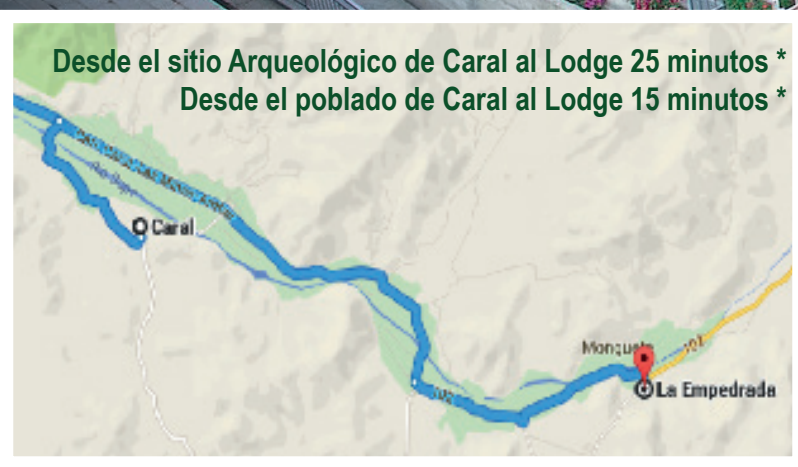 Desde el sitio Arqueológico de Caral al Lodge 25 minutos *
Desde el poblado de Caral al Lodge 15 minutos *
Caral
La Empedrada